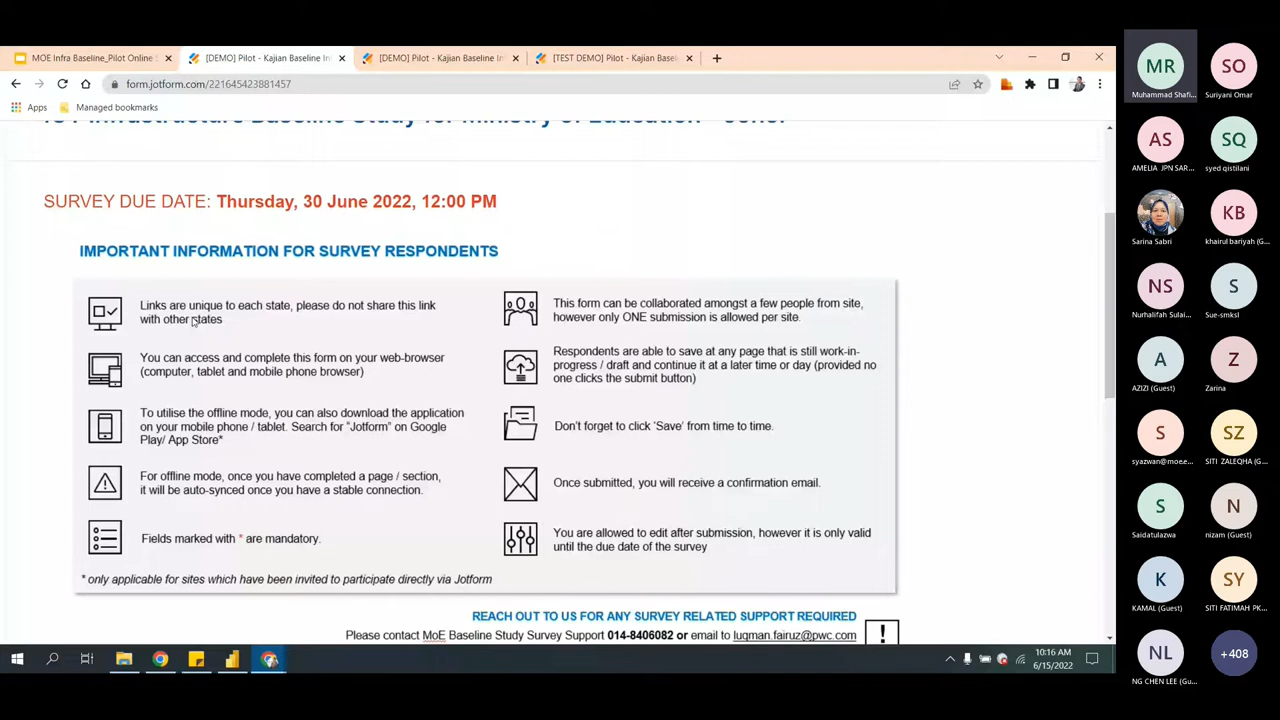 MOE Infra Baseline_Pilot Online
[DEMO] Pilot - Kajian Baseline In
[DEMO] Pilot - Kajian Baseline In
[TEST DEMO] Pilot - Kajian Base
form.jotform.com/221645423881457
Apps
Managed bookmarks
ICT Infrastructure Baseline Study for Ministry of Education - Johor
SURVEY DUE DATE: Thursday, 30 June 2022, 12:00 PM
IMPORTANT INFORMATION FOR SURVEY RESPONDENTS
Links are unique to each state, please do not share this link
with other states
You can access and complete this form on your web-browser
(computer, tablet and mobile phone browser)
To utilise the offline mode, you can also download the application
on your mobile phone / tablet. Search for “Jotform” on Google
Play/ App Store*
For offline mode, once you have completed a page / section,
it will be auto-synced once you have a stable connection.
Fields marked with * are mandatory.
This form can be collaborated amongst a few people from site,
however only ONE submission is allowed per site.
Respondents are able to save at any page that is still work-in-
progress / draft and continue it at a later time or day (provided no
one clicks the submit button)
Don’t forget to click ‘Save’ from time to time.
Once submitted, you will receive a confirmation email.
You are allowed to edit after submission, however it is only valid
until the due date of the survey
* only applicable for sites which have been invited to participate directly via Jotform
REACH OUT TO US FOR ANY SURVEY RELATED SUPPORT REQUIRED
Please contact MoE Baseline Study Survey Support 014-8406082 or email to luqman.fairuz@pwc.com
!
10:16 AM
6/15/2022
MR
Muhammad Shafi...
SO
Suriyani Omar
AS
AMELIA JPN SAR...
SQ
syed qistilani
Sarina Sabri
KB
khairul bariyah (G...
NS
Nurhalifah Sulai...
S
Sue-smksl
A
AZIZI (Guest)
Z
Zarina
S
syazwan@moe.e...
SZ
SITI ZALEQHA (G...
S
Saidatulazwa
N
nizam (Guest)
K
KAMAL (Guest)
SY
SITI FATIMAH PK...
NL
NG CHEN LEE (Gu...
+408